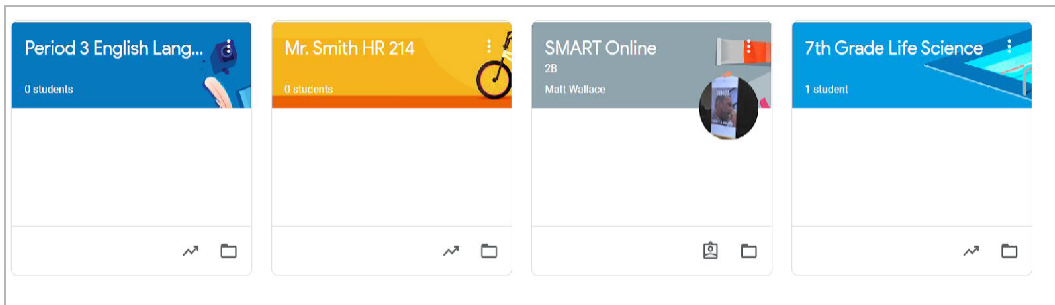 Period 3 English Lang...
0 students
Mr. Smith HR 214
0 students
SMART Online
2B
Matt Wallace
7th Grade Life Science
1 student